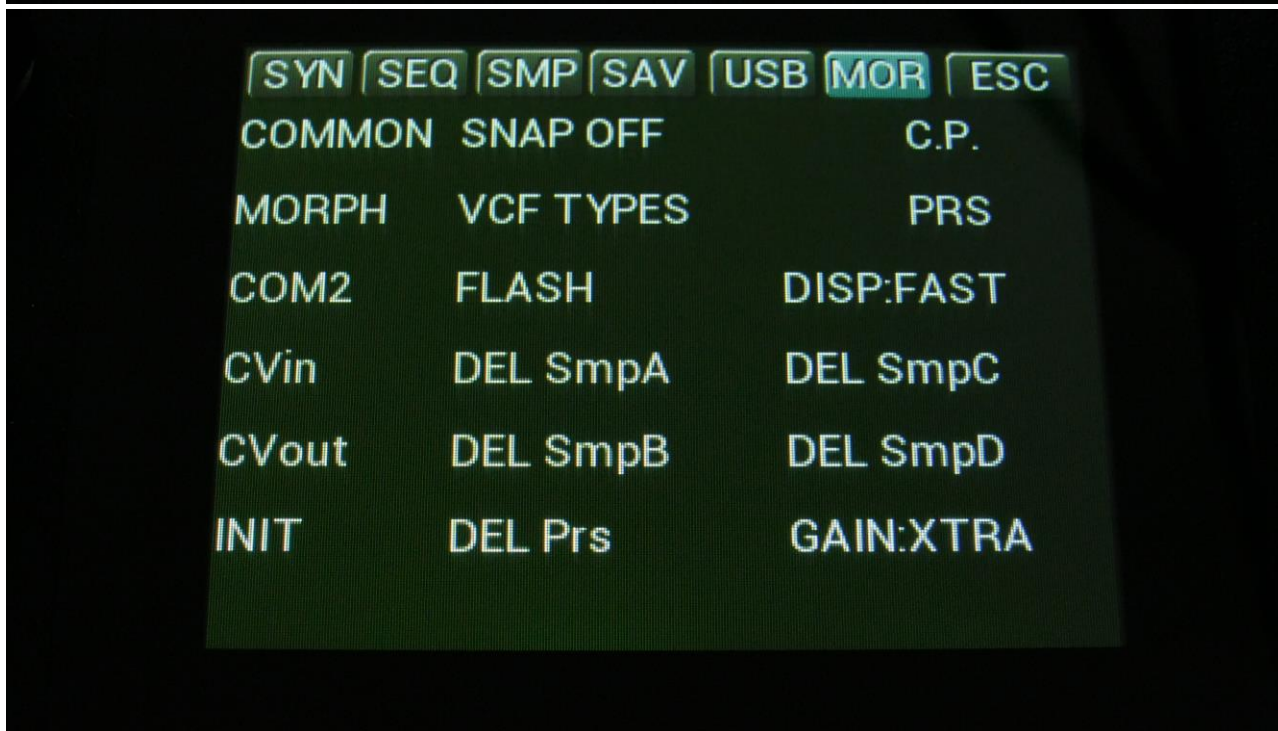 SYN SEQ SMP SAV USB MOR ESC
COMMON SNAP OFF C.P.
MORPH VCF TYPES PRS
COM2 FLASH DISP:FAST
CVin DEL SmpA DEL SmpC
CVout DEL SmpB DEL SmpD
INIT DEL Prs GAIN:XTRA